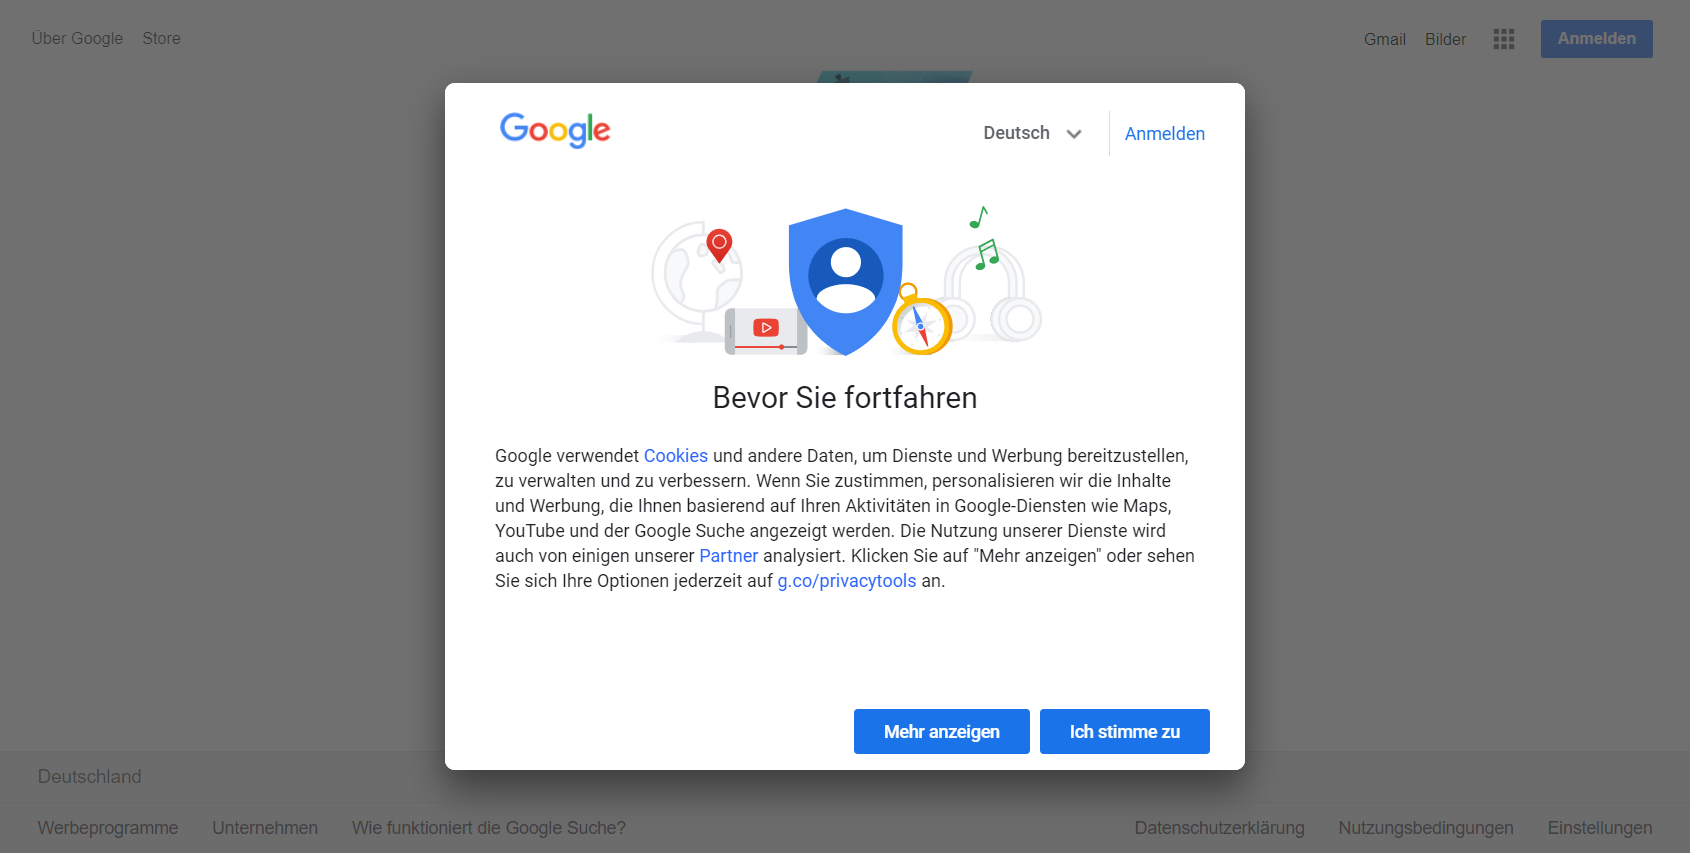 Über Google Store
Gmail Bilder Anmelden
Google
Deutsch Anmelden
Bevor Sie fortfahren
Google verwendet Cookies und andere Daten, um Dienste und Werbung bereitzustellen,
zu verwalten und zu verbessern. Wenn Sie zustimmen, personalisieren wir die Inhalte
und Werbung, die Ihnen basierend auf Ihren Aktivitäten in Google-Diensten wie Maps,
YouTube und der Google Suche angezeigt werden. Die Nutzung unserer Dienste wird
auch von einigen unserer Partner analysiert. Klicken Sie auf "Mehr anzeigen" oder sehen
Sie sich Ihre Optionen jederzeit auf g.co/privacytools an.
Mehr anzeigen Ich stimme zu
Deutschland
Werbeprogramme Unternehmen Wie funktioniert die Google Suche?
Datenschutzerklärung Nutzungsbedingungen Einstellungen